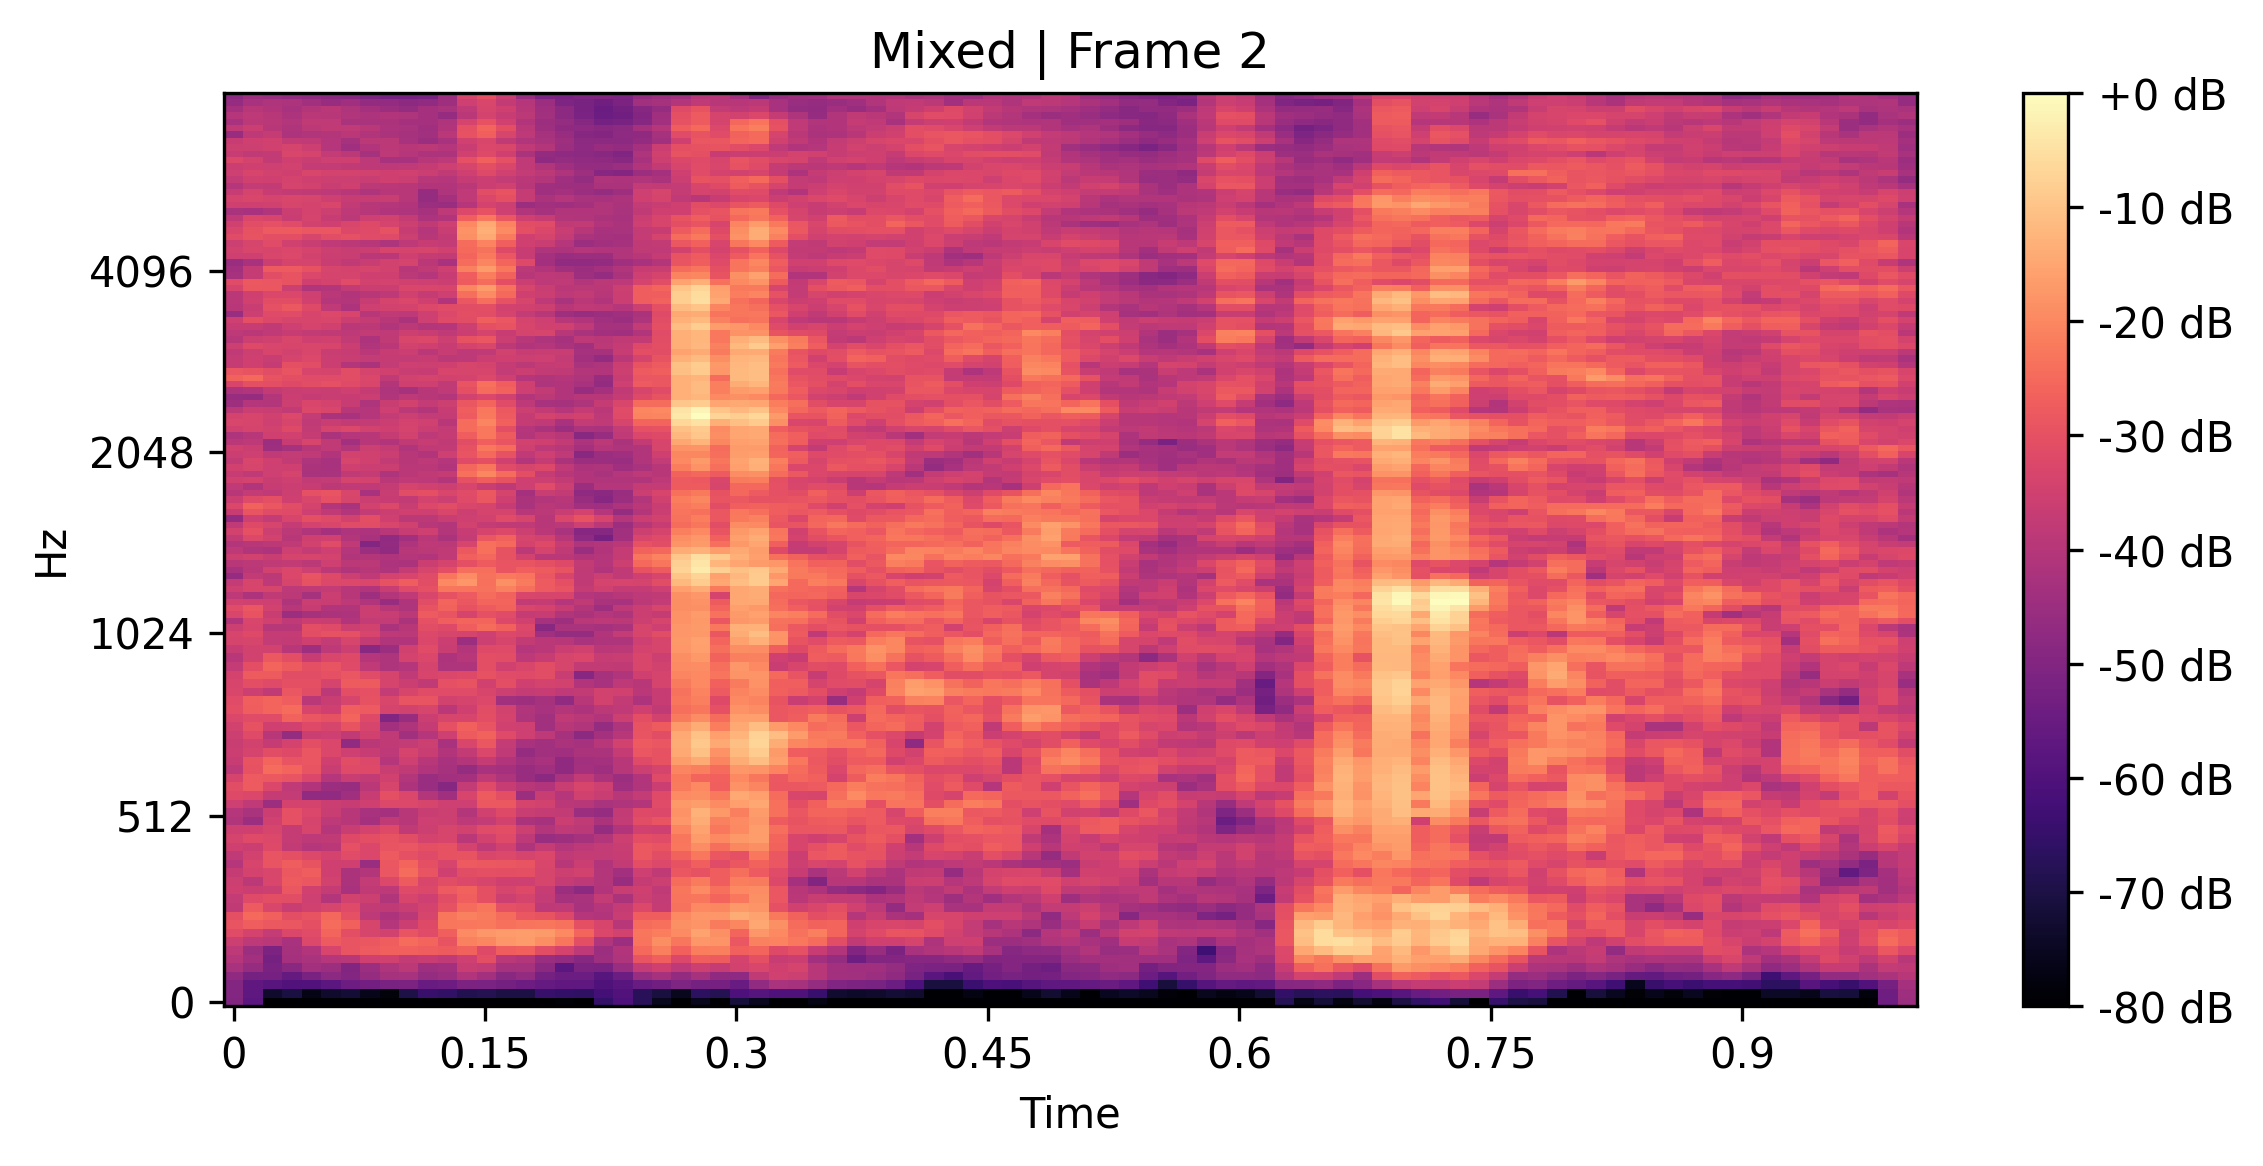 Mixed | Frame 2
Hz
4096
2048
1024
512
0
0 0.15 0.3 0.45 0.6 0.75 0.9
Time
+0 dB
-10 dB
-20 dB
-30 dB
-40 dB
-50 dB
-60 dB
-70 dB
-80 dB